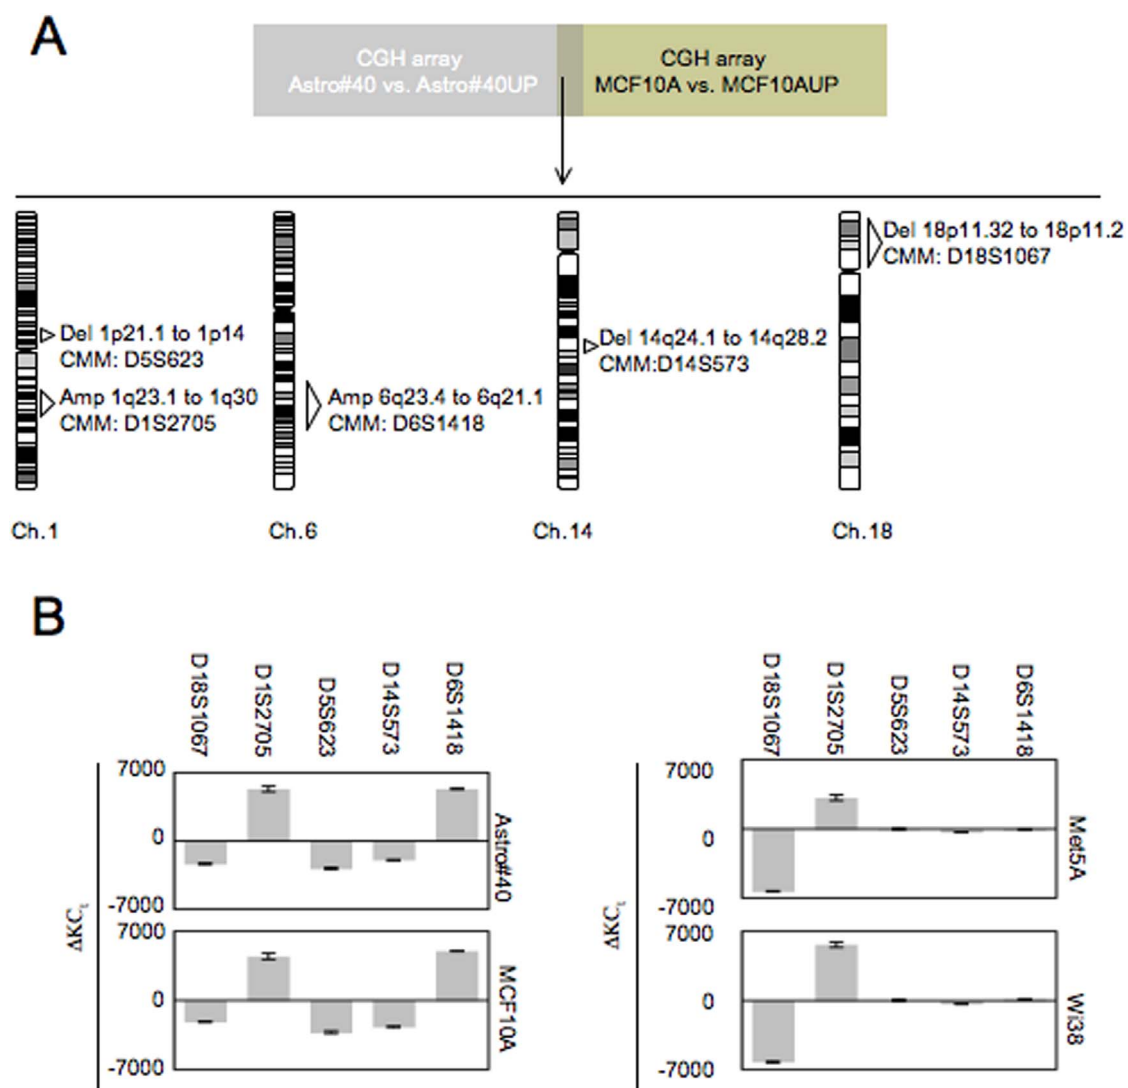 A
CGH array
Astro#40 vs. Astro#40UP
CGH array
MCF10A vs. MCF10AUP
Del 1p21.1 to 1p14
CMM: D5S623
Amp 1q23.1 to 1q30
CMM: D1S2705
Ch.1
Amp 6q23.4 to 6q21.1
CMM: D6S1418
Ch.6
Del 14q24.1 to 14q28.2
CMM:D14S573
Ch.14
Del 18p11.32 to 18p11.2
CMM: D18S1067
Ch.18
B
D18S1067
D1S2705
D5S623
D14S573
D6S1418
7000
0
-7000
Astro#40
7000
0
-7000
MCF10A
D18S1067
D1S2705
D5S623
D14S573
D6S1418
7000
0
-7000
Met5A
7000
0
-7000
Wi38